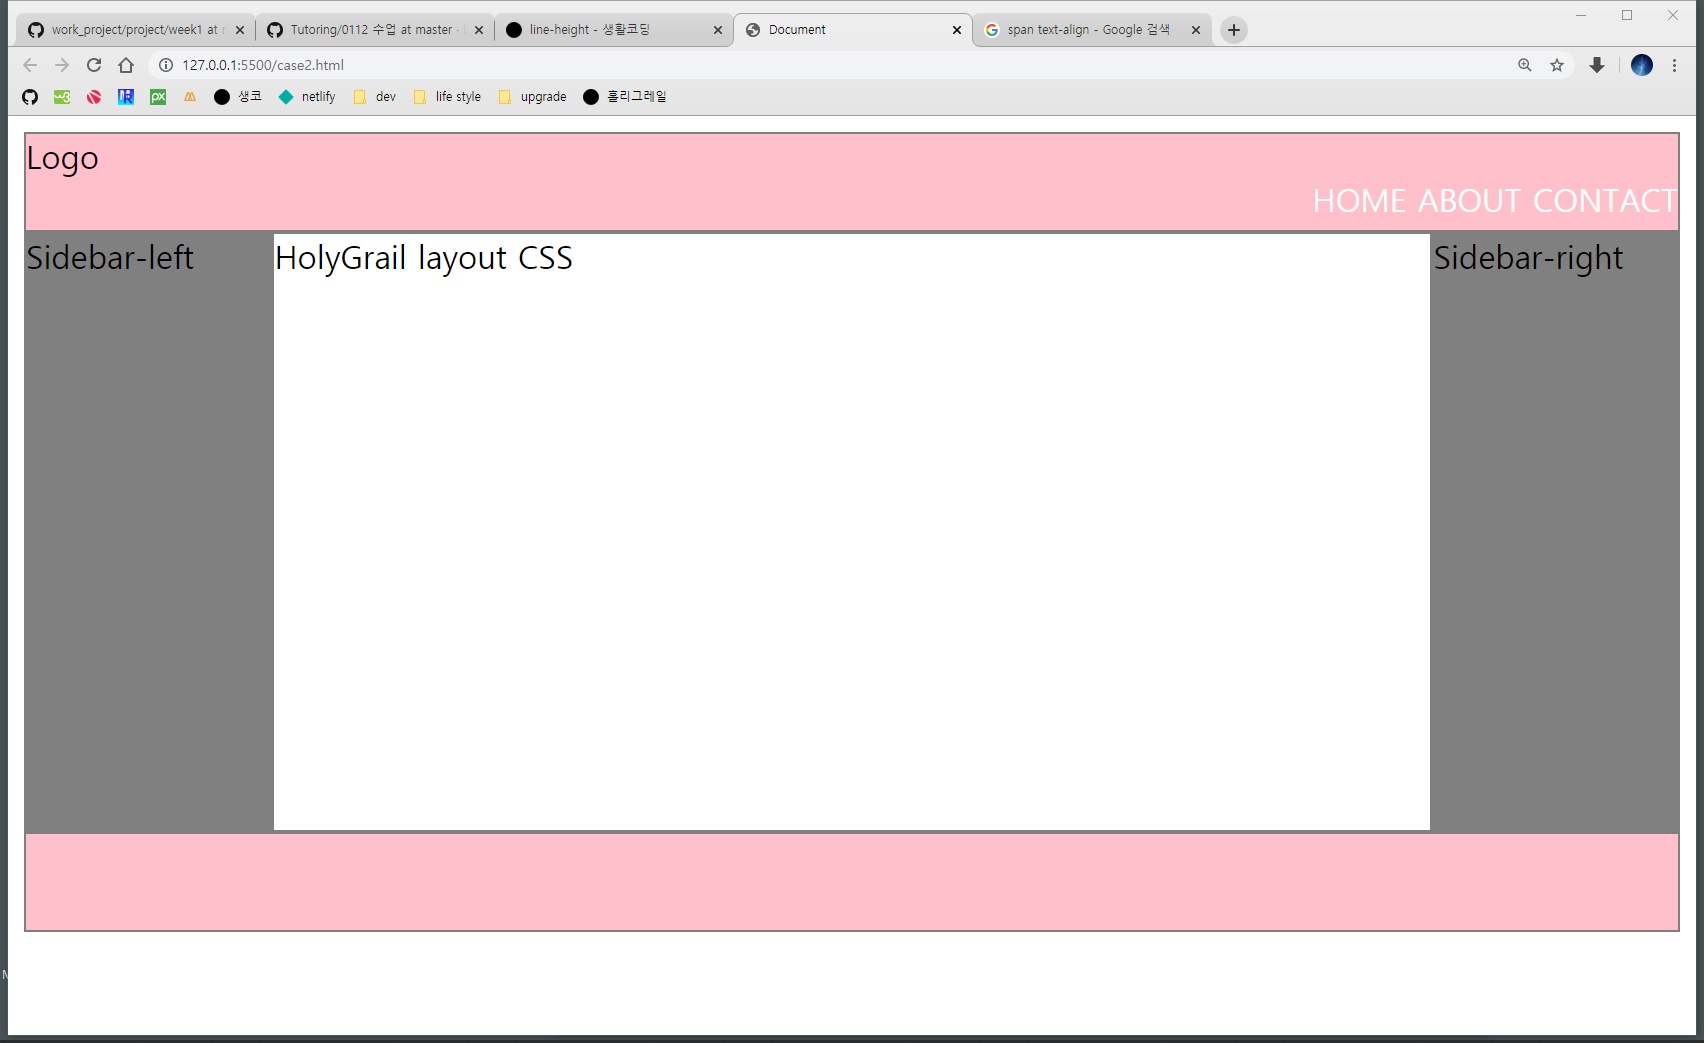 work_project/project/week1 at
Tutoring/0112 수업 at master
line-height - 생활코딩
Document
span text-align - Google 검색
127.0.0.1:5500/case2.html
생코
netlify
dev
life style
upgrade
홀리그레일
Logo
HOME ABOUT CONTACT
Sidebar-left
HolyGrail layout CSS
Sidebar-right